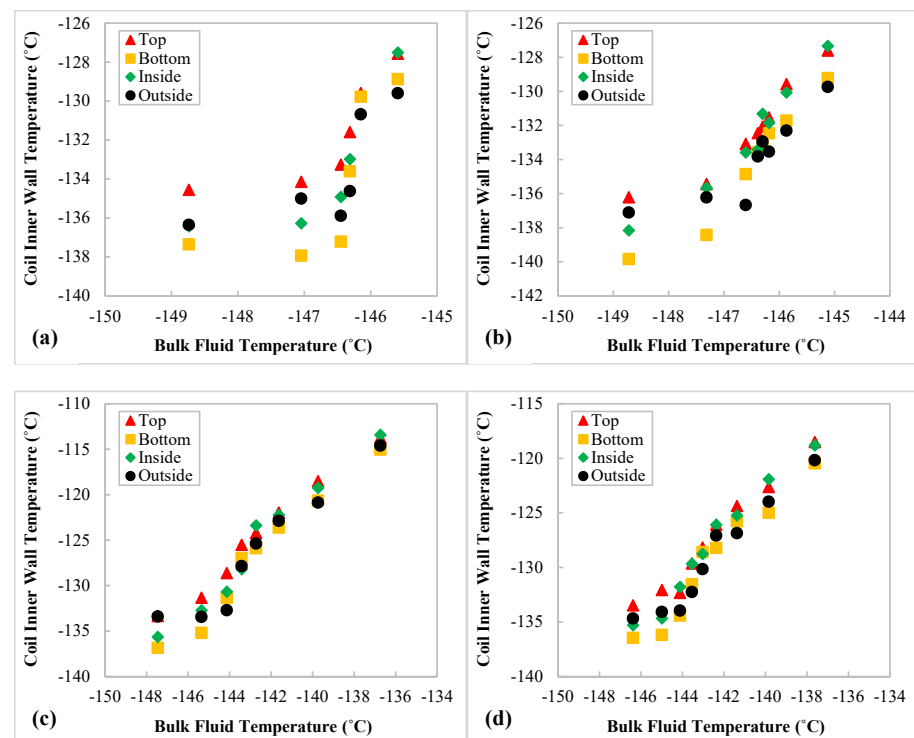 -126
-128
-130
-132
-134
-136
-138
-140
Coil Inner Wall Temperature (˚C)
Top
Bottom
Inside
Outside
-150
-149
-148
-147
-146
-145
(a)
Bulk Fluid Temperature (˚C)
-126
-128
-130
-132
-134
-136
-138
-140
-142
Coil Inner Wall Temperature (˚C)
Top
Bottom
Inside
Outside
-150
-149
-148
-147
-146
-145
-144
(b)
Bulk Fluid Temperature (˚C)
-110
-115
-120
-125
-130
-135
-140
Coil Inner Wall Temperature (˚C)
Top
Bottom
Inside
Outside
-150
-148
-146
-144
-142
-140
-138
-136
-134
(c)
Bulk Fluid Temperature (˚C)
-115
-120
-125
-130
-135
-140
Coil Inner Wall Temperature (˚C)
Top
Bottom
Inside
Outside
-150
-148
-146
-144
-142
-140
-138
-136
-134
(d)
Bulk Fluid Temperature (˚C)